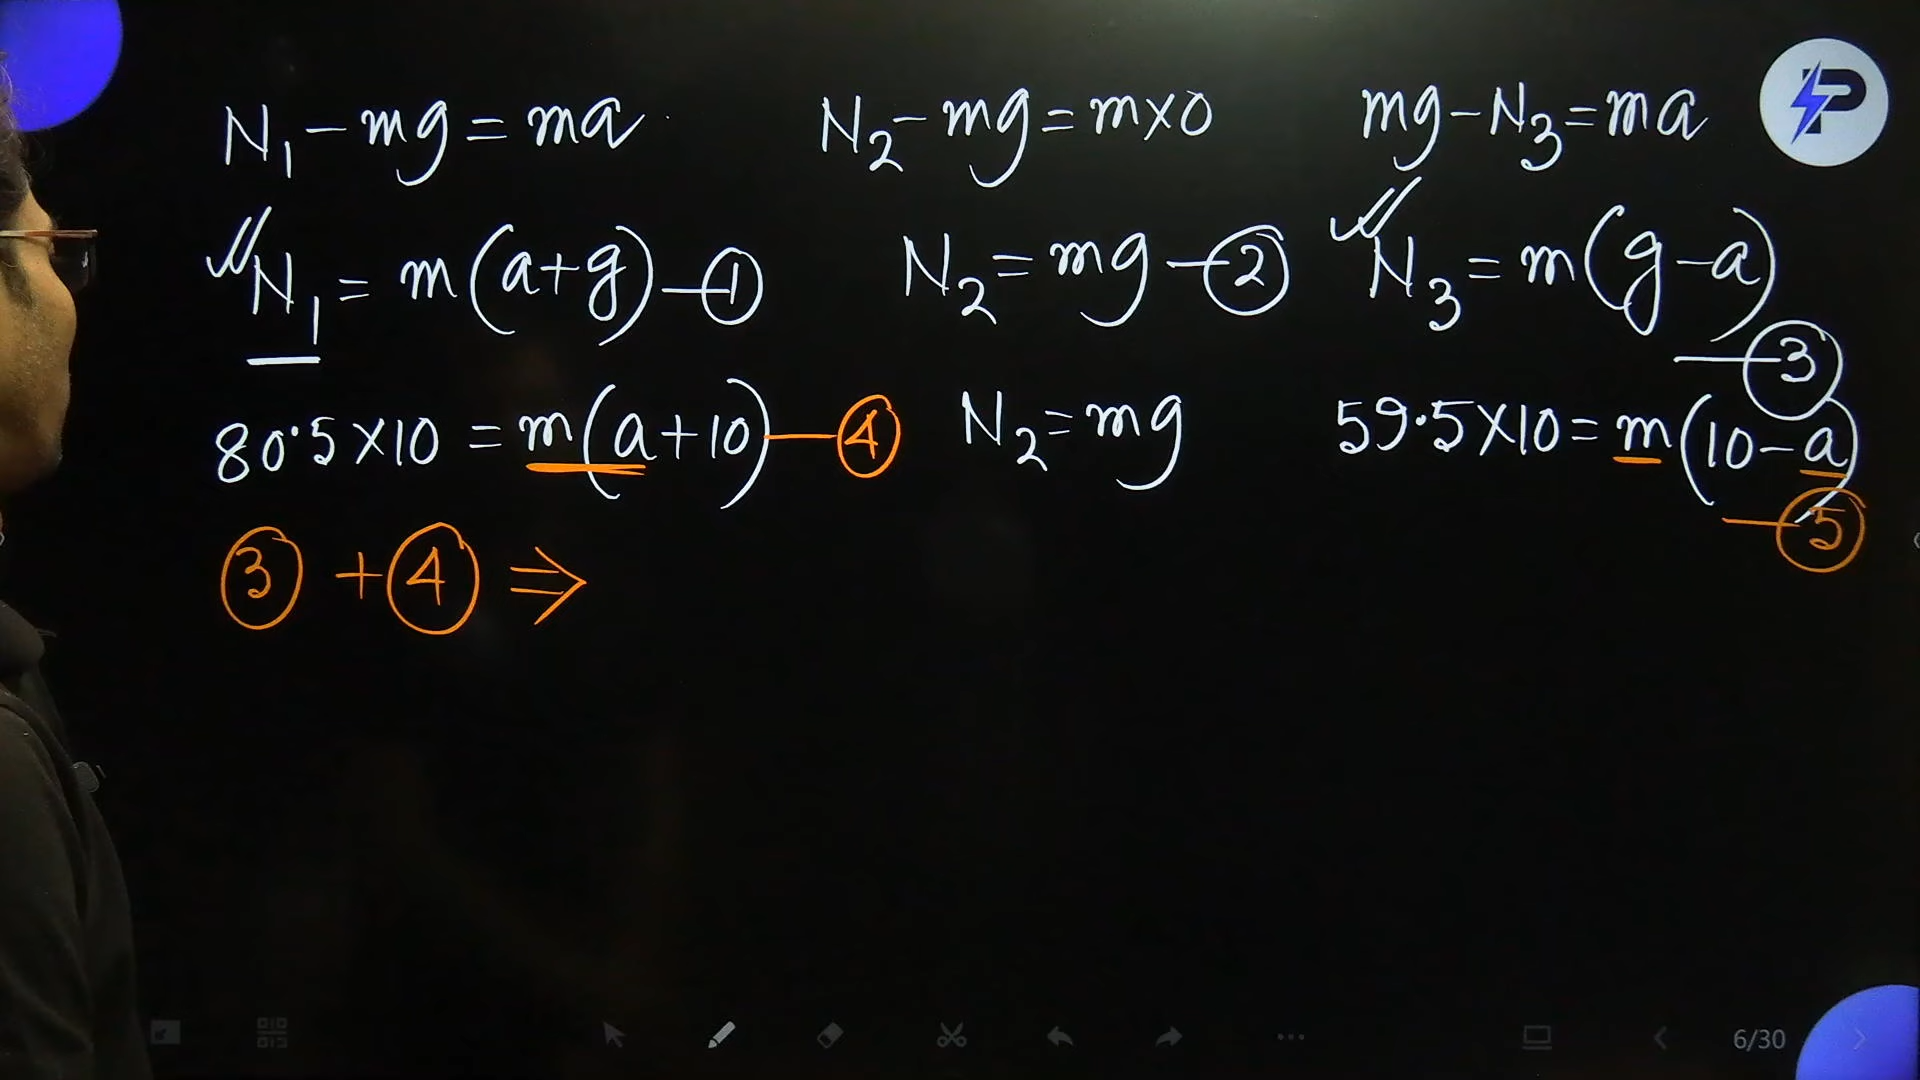 N₁ - mg = ma
N₂ - mg = m×0
mg - N₃ = ma
N₁ = m(a+g) — ①
N₂ = mg — ②
N₃ = m(g-a)
— ③
80.5×10 = m(a+10) — ④
N₂ = mg
59.5×10 = m(10-a)
— ⑤
③ + ④ ⇒
6/30